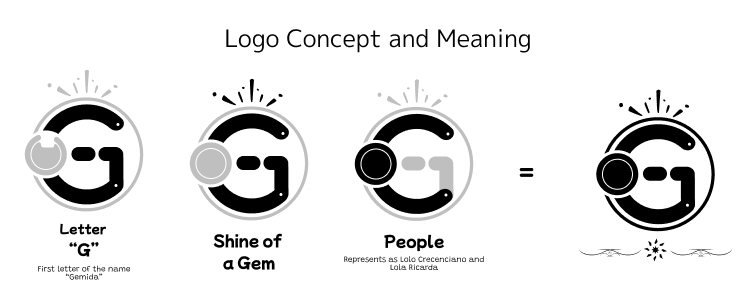 Logo Concept and Meaning
Letter
“G”
First letter of the name
“Gemida”
Shine of
a Gem
People
Represents as Lolo Crecenciano and
Lola Ricarda
=